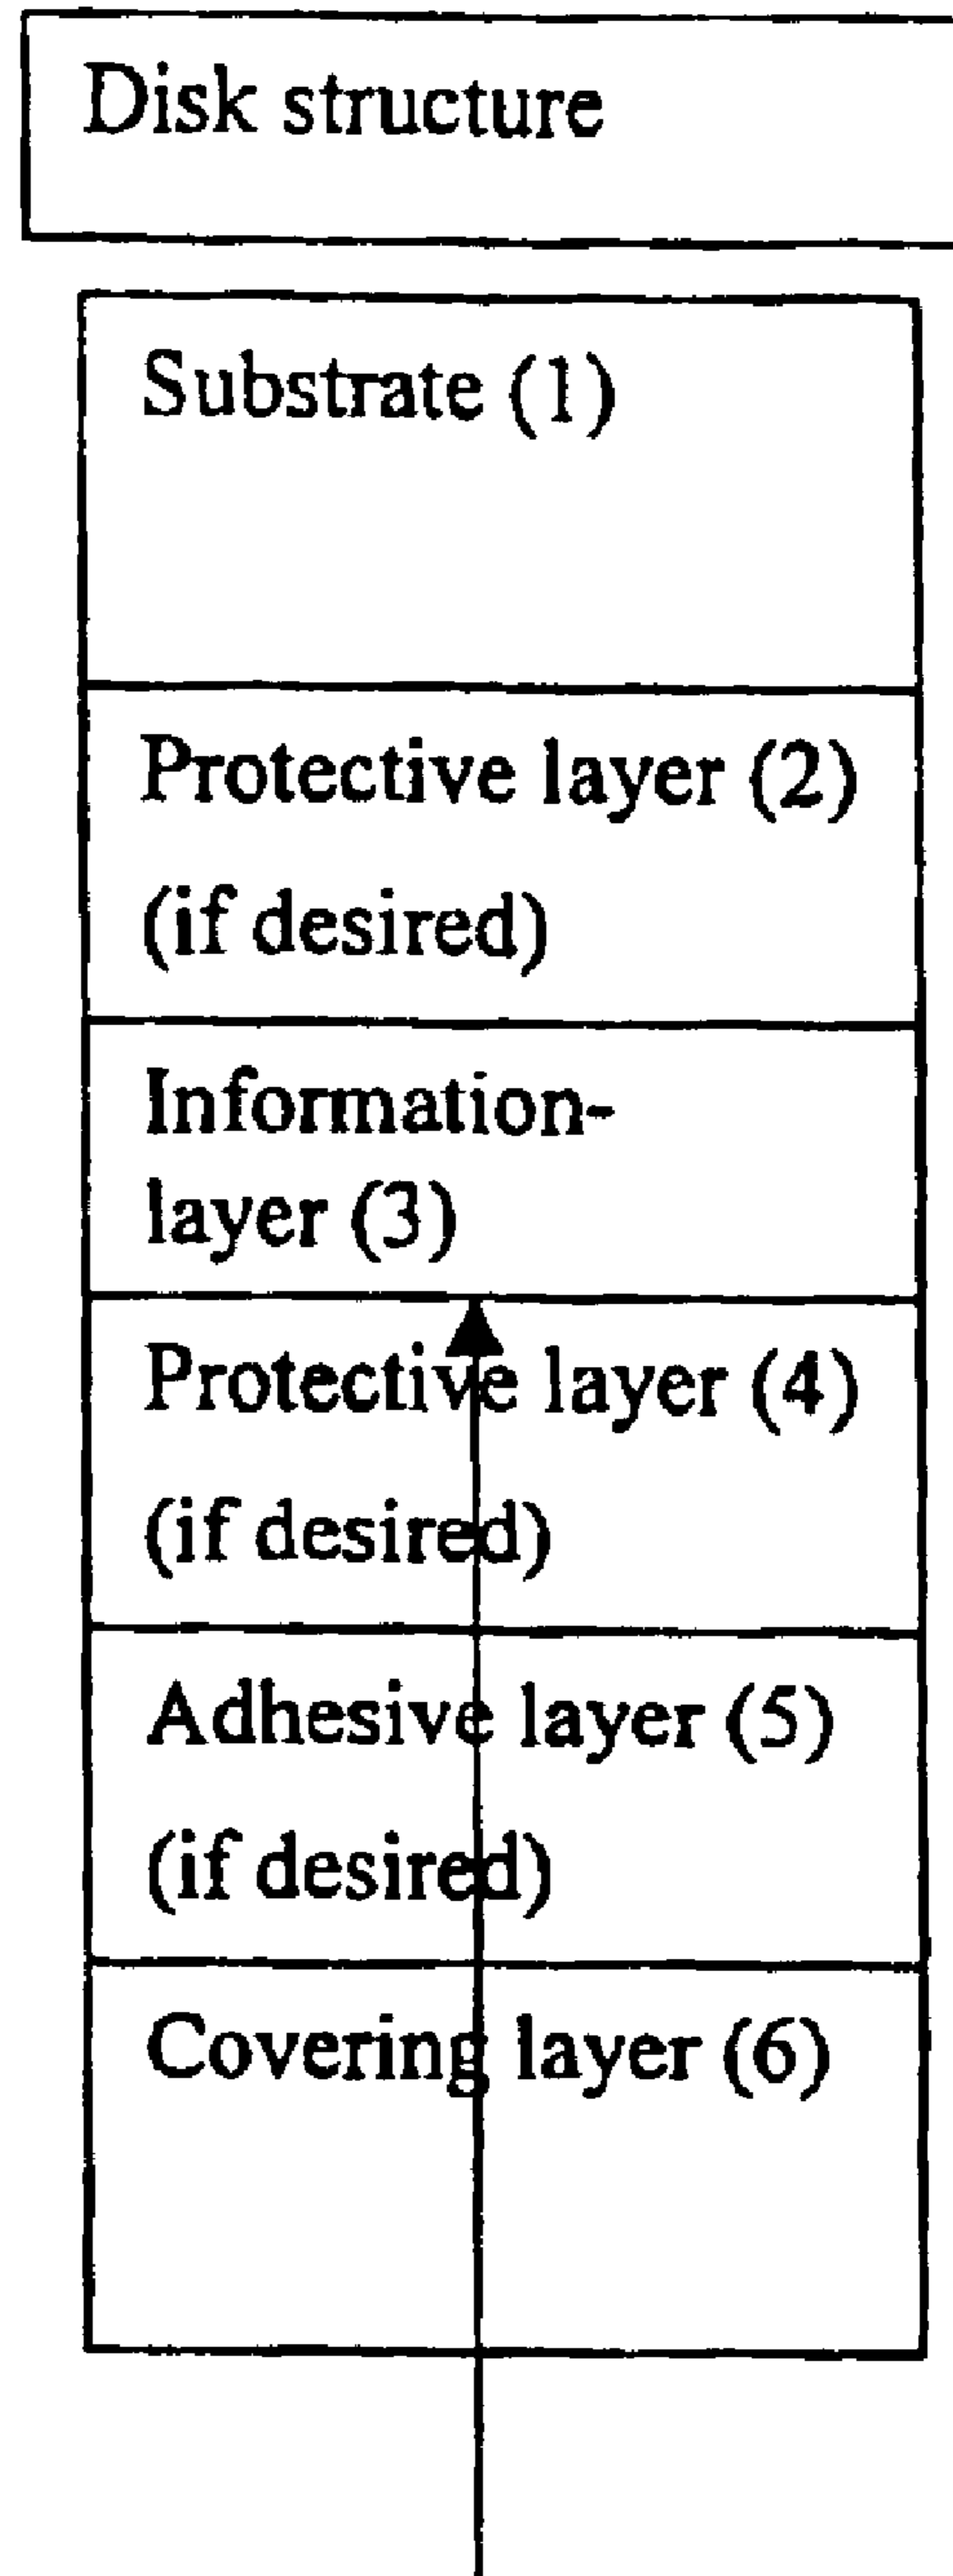 Disk structure
Substrate (1)
Protective layer (2)
(if desired)
Information-
layer (3)
Protective layer (4)
(if desired)
Adhesive layer (5)
(if desired)
Covering layer (6)